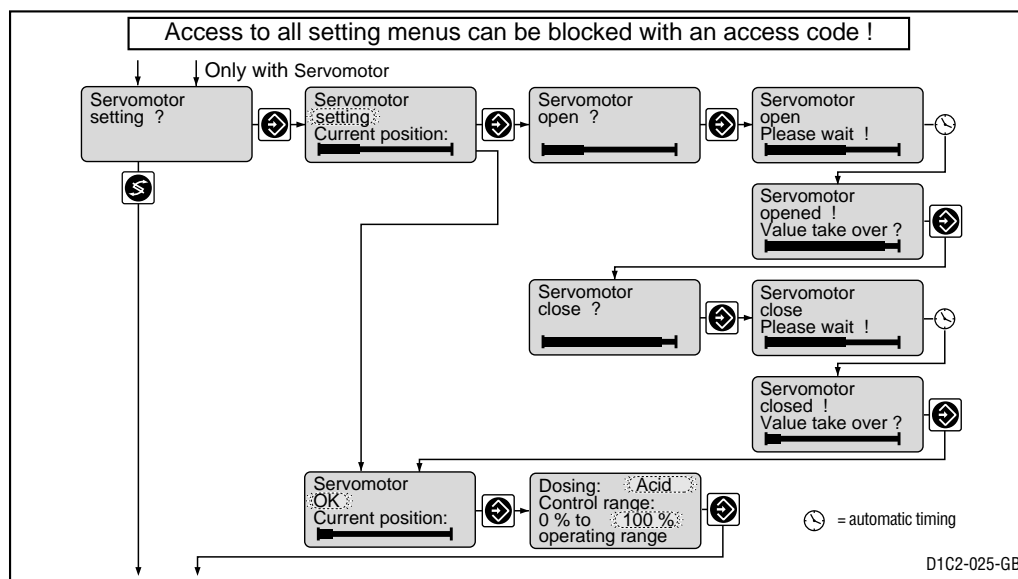 Access to all setting menus can be blocked with an access code !
Only with Servomotor
Servomotor
setting ?
Servomotor
setting
Current position:
Servomotor
open ?
Servomotor
open
Please wait !
Servomotor
opened !
Value take over ?
Servomotor
close ?
Servomotor
close
Please wait !
Servomotor
closed !
Value take over ?
Servomotor
OK
Current position:
Dosing: Acid
Control range:
0 % to 100 %
operating range
= automatic timing
D1C2-025-GB